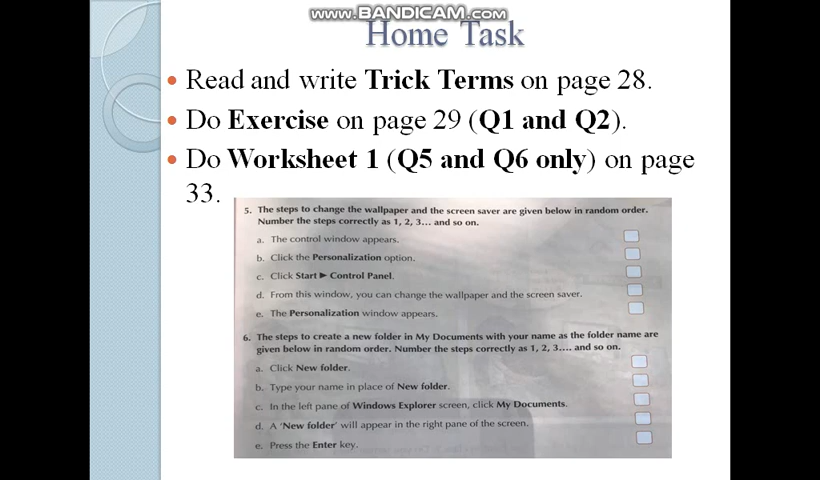 www.BANDICAM.com
Home Task
• Read and write Trick Terms on page 28.
• Do Exercise on page 29 (Q1 and Q2).
• Do Worksheet 1 (Q5 and Q6 only) on page
33.
5. The steps to change the wallpaper and the screen saver are given below in random order.
Number the steps correctly as 1, 2, 3... and so on.
a. The control window appears.
b. Click the Personalization option.
c. Click Start ► Control Panel.
d. From this window, you can change the wallpaper and the screen saver.
e. The Personalization window appears.
6. The steps to create a new folder in My Documents with your name as the folder name are
given below in random order. Number the steps correctly as 1, 2, 3.... and so on.
a. Click New folder.
b. Type your name in place of New folder.
c. In the left pane of Windows Explorer screen, click My Documents.
d. A 'New folder' will appear in the right pane of the screen.
e. Press the Enter key.